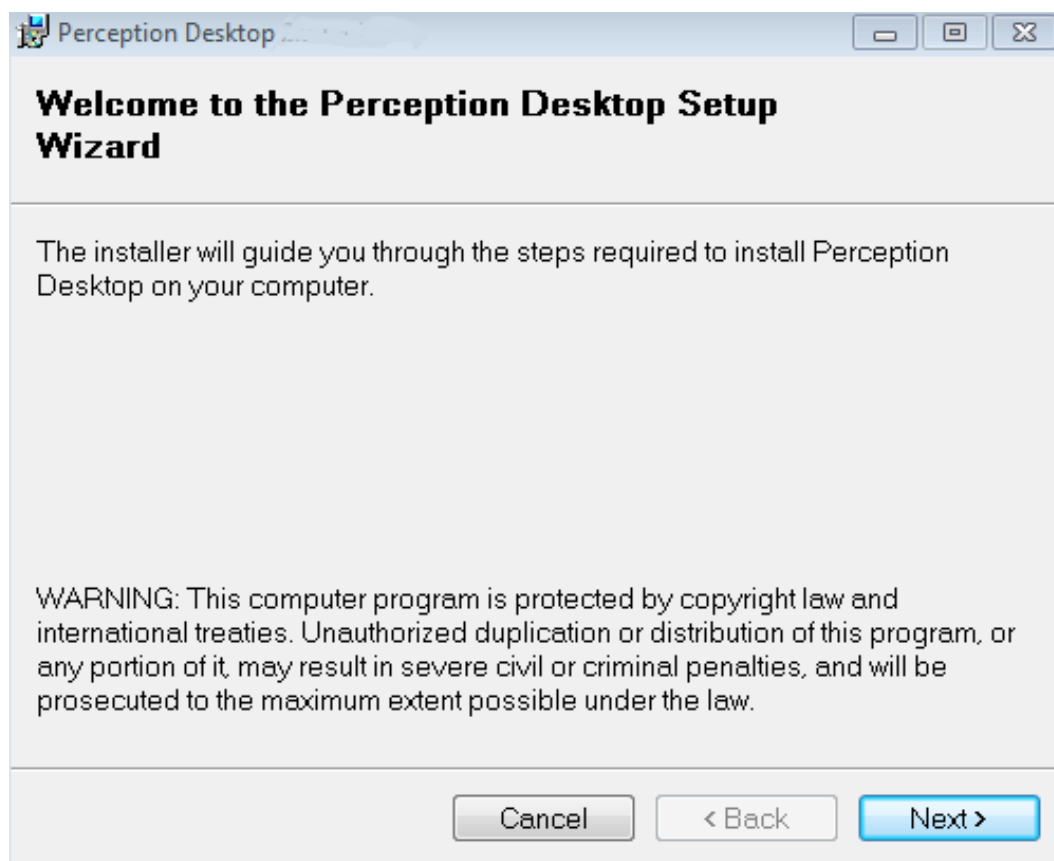 Perception Desktop
Welcome to the Perception Desktop Setup
Wizard
The installer will guide you through the steps required to install Perception
Desktop on your computer.
WARNING: This computer program is protected by copyright law and
international treaties. Unauthorized duplication or distribution of this program, or
any portion of it, may result in severe civil or criminal penalties, and will be
prosecuted to the maximum extent possible under the law.
Cancel
< Back
Next >